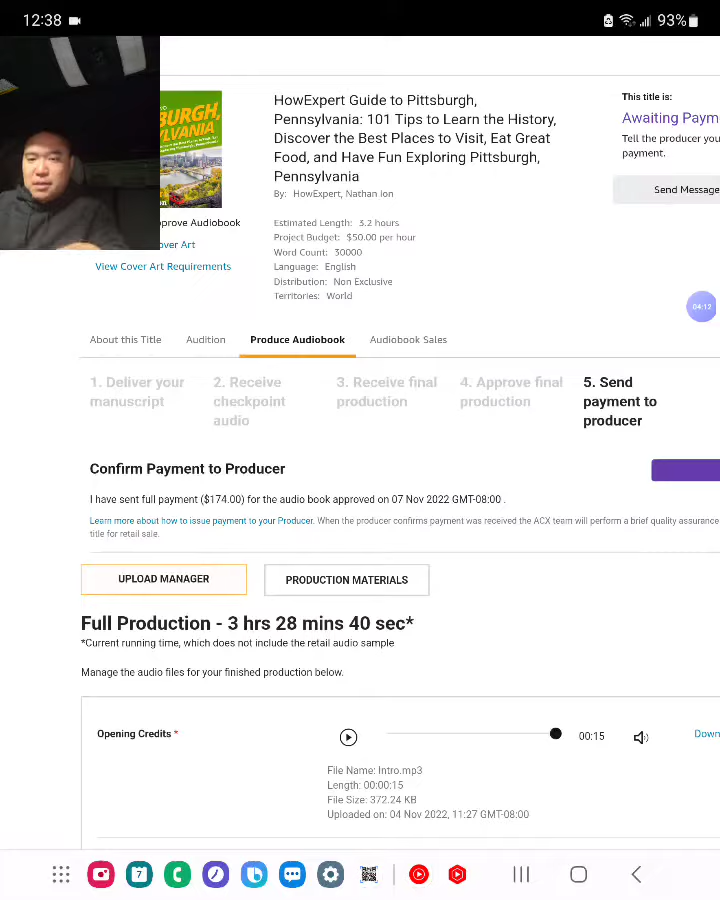 12:38
93%
BURGH,
YLVANIA
HowExpert Guide to Pittsburgh,
Pennsylvania: 101 Tips to Learn the History,
Discover the Best Places to Visit, Eat Great
Food, and Have Fun Exploring Pittsburgh,
Pennsylvania
By: HowExpert, Nathan Ion
This title is:
Awaiting Paym
Tell the producer you
payment.
Send Message
prove Audiobook
over Art
View Cover Art Requirements
Estimated Length: 3.2 hours
Project Budget: $50.00 per hour
Word Count: 30000
Language: English
Distribution: Non Exclusive
Territories: World
04:12
About this Title Audition Produce Audiobook Audiobook Sales
1. Deliver your
manuscript
2. Receive
checkpoint
audio
3. Receive final
production
4. Approve final
production
5. Send
payment to
producer
Confirm Payment to Producer
I have sent full payment ($174.00) for the audio book approved on 07 Nov 2022 GMT-08:00 .
Learn more about how to issue payment to your Producer. When the producer confirms payment was received the ACX team will perform a brief quality assurance
title for retail sale.
UPLOAD MANAGER
PRODUCTION MATERIALS
Full Production - 3 hrs 28 mins 40 sec*
*Current running time, which does not include the retail audio sample
Manage the audio files for your finished production below.
Opening Credits *
00:15
Down
File Name: Intro.mp3
Length: 00:00:15
File Size: 372.24 KB
Uploaded on: 04 Nov 2022, 11:27 GMT-08:00
7